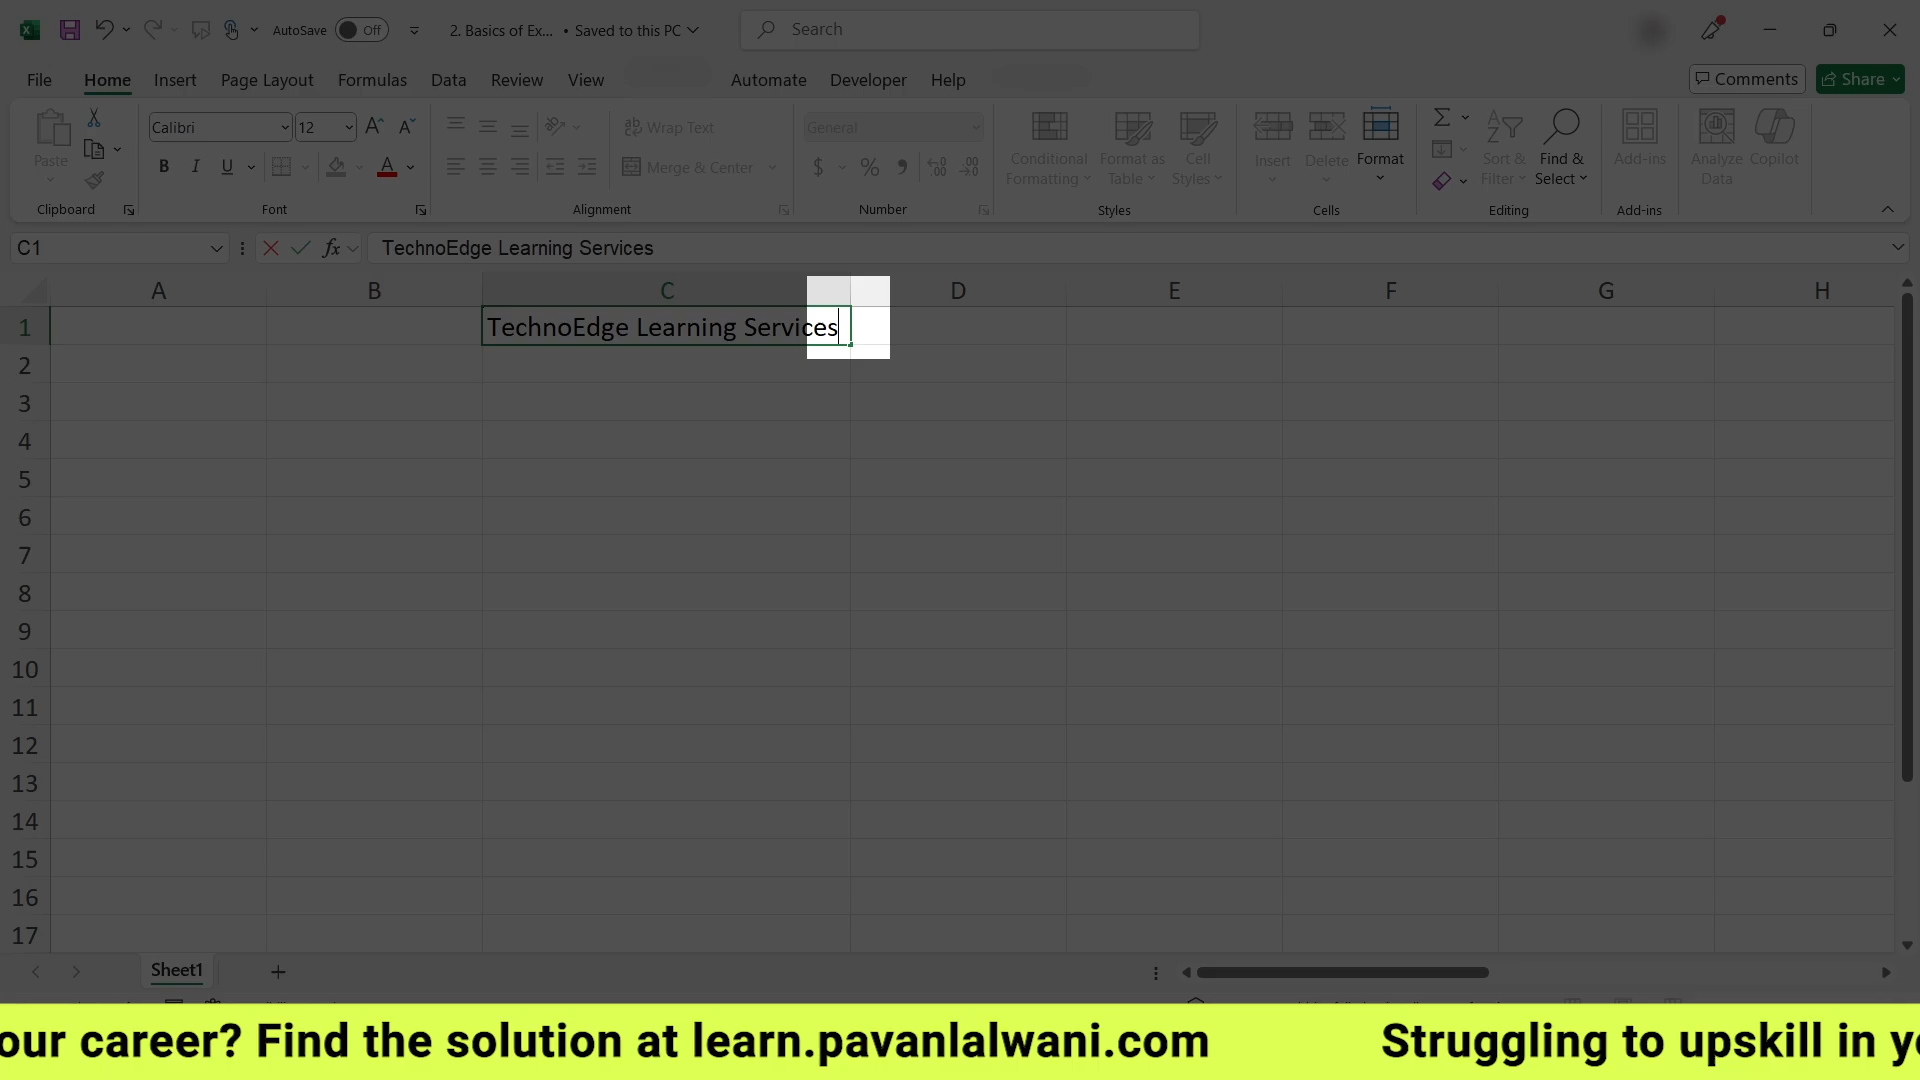 AutoSave Off 2. Basics of Ex... • Saved to this PC Search
File Home Insert Page Layout Formulas Data Review View Automate Developer Help Comments Share
Paste
Clipboard
Calibri 12
B I U A
Font
ab Wrap Text
Merge & Center
Alignment
General
$ % ,
Number
Conditional Formatting
Format as Table
Cell Styles
Styles
Insert Delete Format
Cells
Sort & Filter
Find & Select
Editing
Add-ins
Add-ins
Analyze Data
Copilot
C1 fx TechnoEdge Learning Services
A B C D E F G H
1 TechnoEdge Learning Services
2
3
4
5
6
7
8
9
10
11
12
13
14
15
16
17
Sheet1
our career? Find the solution at learn.pavanlalwani.com Struggling to upskill in yo